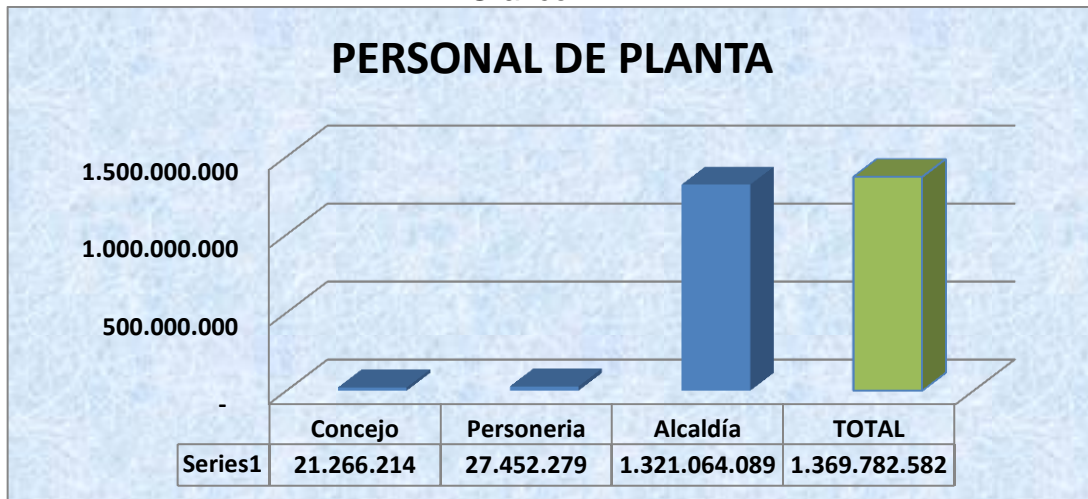 PERSONAL DE PLANTA
1.500.000.000
1.000.000.000
500.000.000
-
Concejo Personeria Alcaldía TOTAL
Series1 21.266.214 27.452.279 1.321.064.089 1.369.782.582